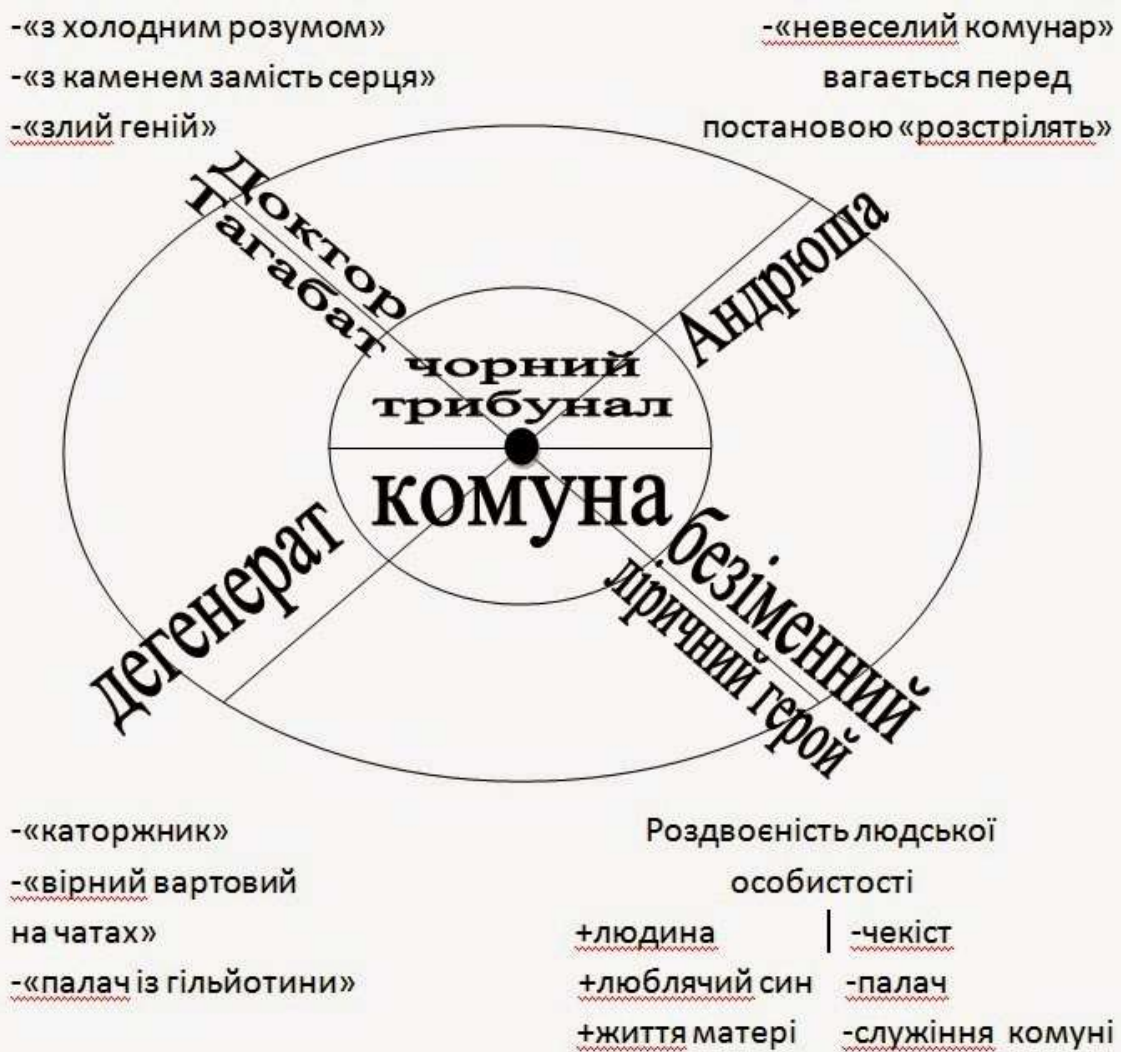 -«з холодним розумом»
-«з каменем замість серця»
-«злий геній»
-«невеселий комунар»
вагається перед
постановою «розстрілять»
Доктор
Тагабат
Андрюша
чорний
трибунал
комуна
дегенерат
безіменний
ліричний герой
-«каторжник»
-«вірний вартовий
на чатах»
-«палач із гільйотини»
Роздвоєність людської
особистості
+людина | -чекіст
+люблячий син -палач
+життя матері -служіння комуні